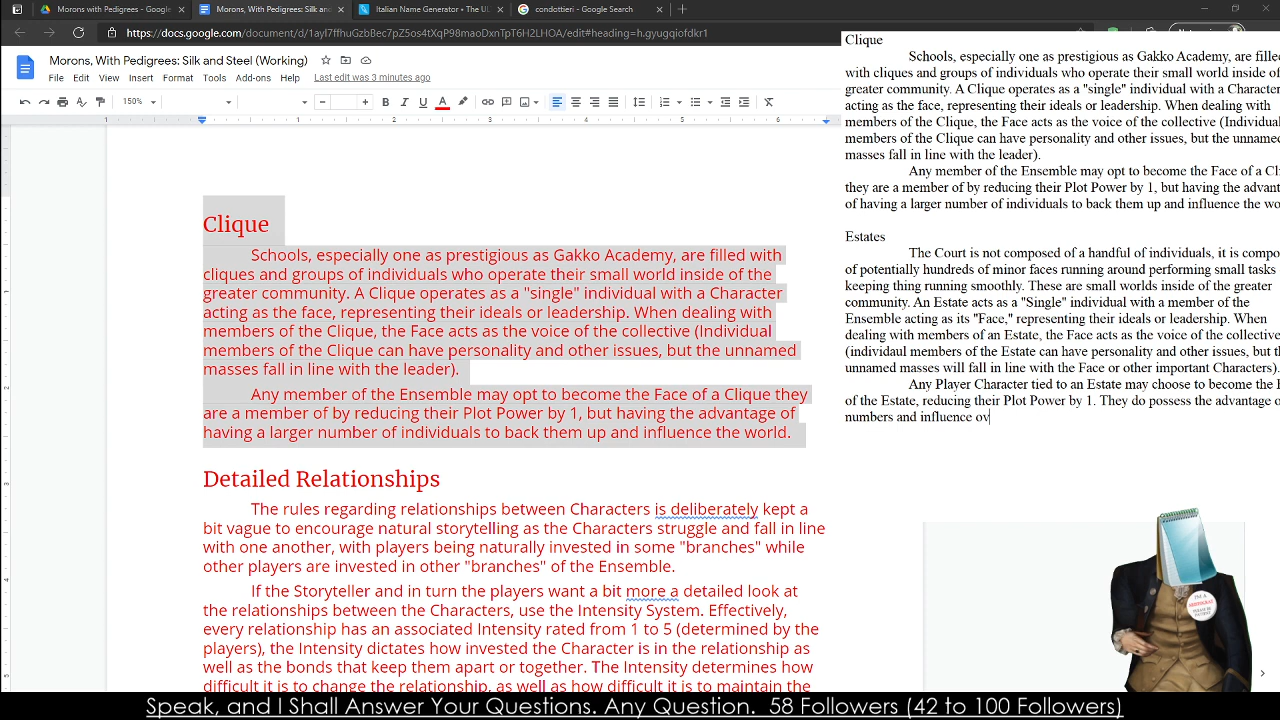 Morons with Pedigrees - Google
Morons, With Pedigrees: Silk and
Italian Name Generator • The UL
condottieri - Google Search
https://docs.google.com/document/d/1ayI7ffhuGzbBec7pZ5os4tXqP98maoDxnTpT6H2LHOA/edit#heading=h.gyugqiofdkr1
Morons, With Pedigrees: Silk and Steel (Working)
File Edit View Insert Format Tools Add-ons Help Last edit was 3 minutes ago
150%
B I U A
1 1 2 3 4 5 6
Clique
Schools, especially one as prestigious as Gakko Academy, are filled with
cliques and groups of individuals who operate their small world inside of the
greater community. A Clique operates as a "single" individual with a Character
acting as the face, representing their ideals or leadership. When dealing with
members of the Clique, the Face acts as the voice of the collective (Individual
members of the Clique can have personality and other issues, but the unnamed
masses fall in line with the leader).
Any member of the Ensemble may opt to become the Face of a Clique they
are a member of by reducing their Plot Power by 1, but having the advantage of
having a larger number of individuals to back them up and influence the world.
Detailed Relationships
The rules regarding relationships between Characters is deliberately kept a
bit vague to encourage natural storytelling as the Characters struggle and fall in line
with one another, with players being naturally invested in some "branches" while
other players are invested in other "branches" of the Ensemble.
If the Storyteller and in turn the players want a bit more a detailed look at
the relationships between the Characters, use the Intensity System. Effectively,
every relationship has an associated Intensity rated from 1 to 5 (determined by the
players), the Intensity dictates how invested the Character is in the relationship as
well as the bonds that keep them apart or together. The Intensity determines how
difficult it is to change the relationship, as well as how difficult it is to maintain the
Clique
Schools, especially one as prestigious as Gakko Academy, are filled
with cliques and groups of individuals who operate their small world inside of
greater community. A Clique operates as a "single" individual with a Character
acting as the face, representing their ideals or leadership. When dealing with
members of the Clique, the Face acts as the voice of the collective (Individual
members of the Clique can have personality and other issues, but the unnamed
masses fall in line with the leader).
Any member of the Ensemble may opt to become the Face of a Cli
they are a member of by reducing their Plot Power by 1, but having the advant
of having a larger number of individuals to back them up and influence the wo
Estates
The Court is not composed of a handful of individuals, it is compo
of potentially hundreds of minor faces running around performing small tasks
keeping thing running smoothly. These are small worlds inside of the greater
community. An Estate acts as a "Single" individual with a member of the
Ensemble acting as its "Face," representing their ideals or leadership. When
dealing with members of an Estate, the Face acts as the voice of the collective
(individaul members of the Estate can have personality and other issues, but th
unnamed masses will fall in line with the Face or other important Characters).
Any Player Character tied to an Estate may choose to become the
of the Estate, reducing their Plot Power by 1. They do possess the advantage o
numbers and influence ov
I'M A
Speak, and I Shall Answer Your Questions. Any Question. 58 Followers (42 to 100 Followers)